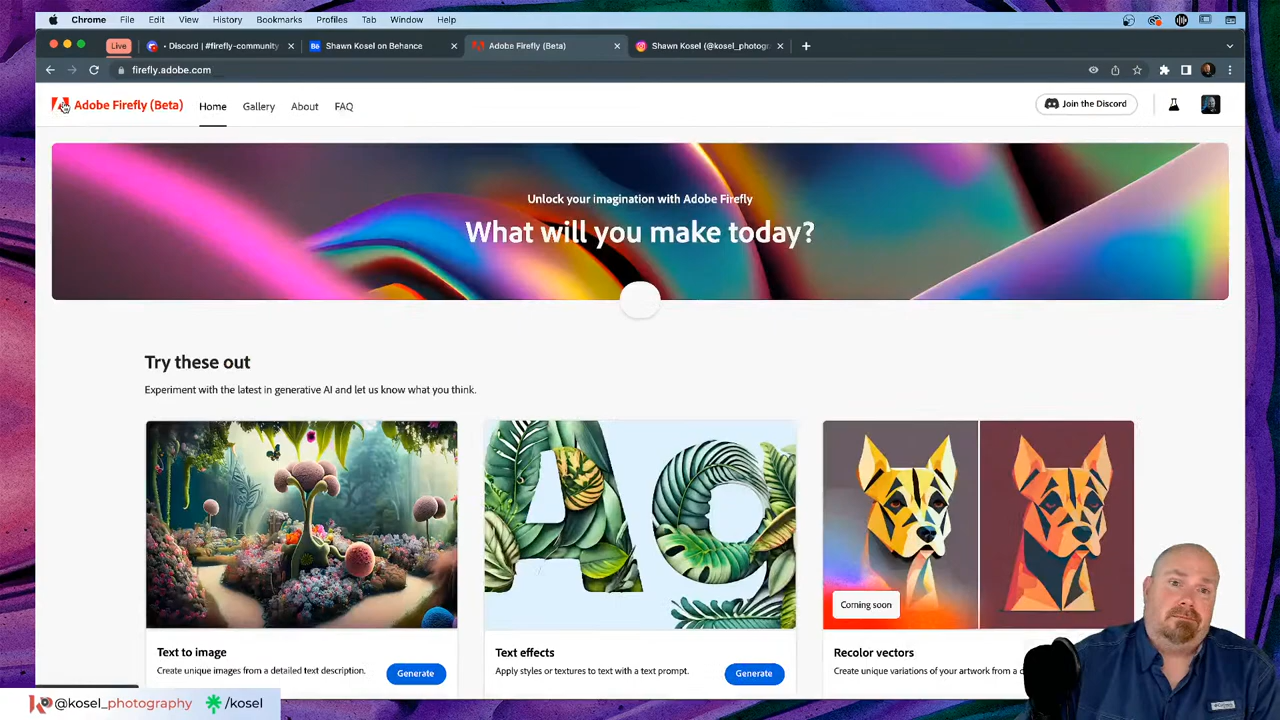 Chrome File Edit View History Bookmarks Profiles Tab Window Help
Live • Discord | #firefly-community Shawn Kosel on Behance Adobe Firefly (Beta) Shawn Kosel (@kosel_photogr
firefly.adobe.com
Adobe Firefly (Beta) Home Gallery About FAQ Join the Discord
Unlock your imagination with Adobe Firefly
What will you make today?
Try these out
Experiment with the latest in generative AI and let us know what you think.
Ag
Coming soon
Text to image
Create unique images from a detailed text description.
Generate
Text effects
Apply styles or textures to text with a text prompt.
Generate
Recolor vectors
Create unique variations of your artwork from a d
@kosel_photography /kosel